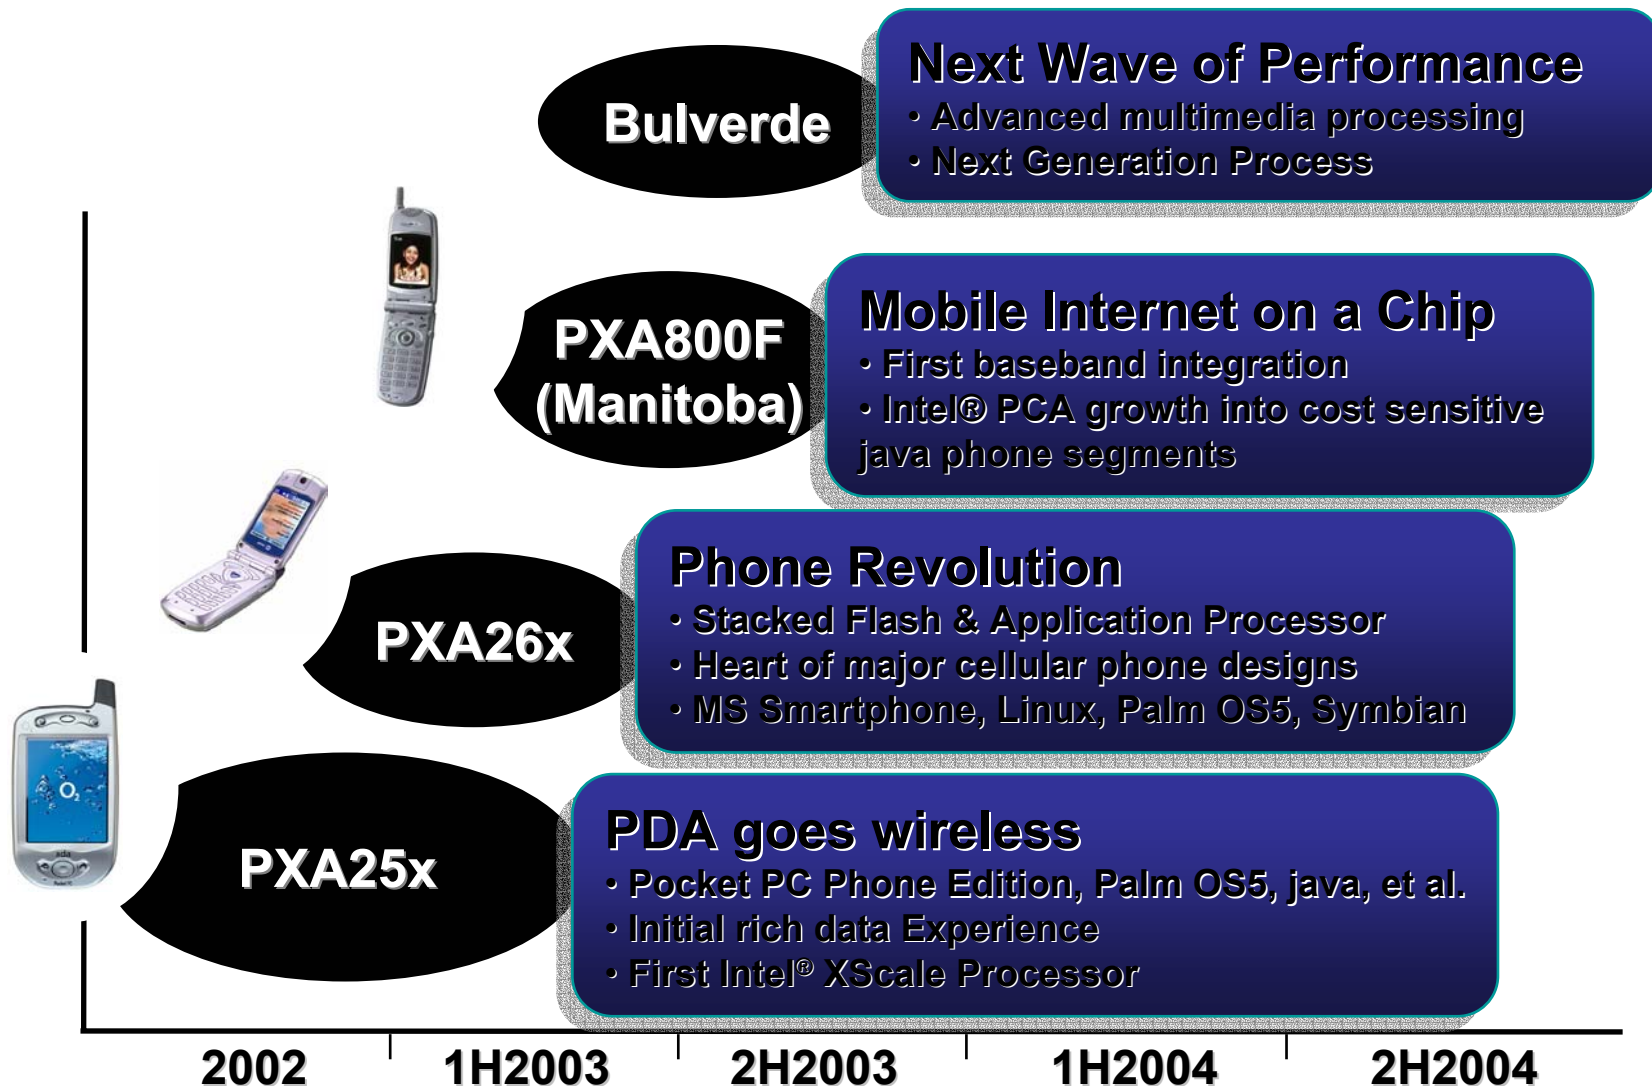 Bulverde
Next Wave of Performance
• Advanced multimedia processing
• Next Generation Process
PXA800F
(Manitoba)
Mobile Internet on a Chip
• First baseband integration
• Intel® PCA growth into cost sensitive
java phone segments
PXA26x
Phone Revolution
• Stacked Flash & Application Processor
• Heart of major cellular phone designs
• MS Smartphone, Linux, Palm OS5, Symbian
O2
xda
PXA25x
PDA goes wireless
• Pocket PC Phone Edition, Palm OS5, java, et al.
• Initial rich data Experience
• First Intel® XScale Processor
2002
1H2003
2H2003
1H2004
2H2004